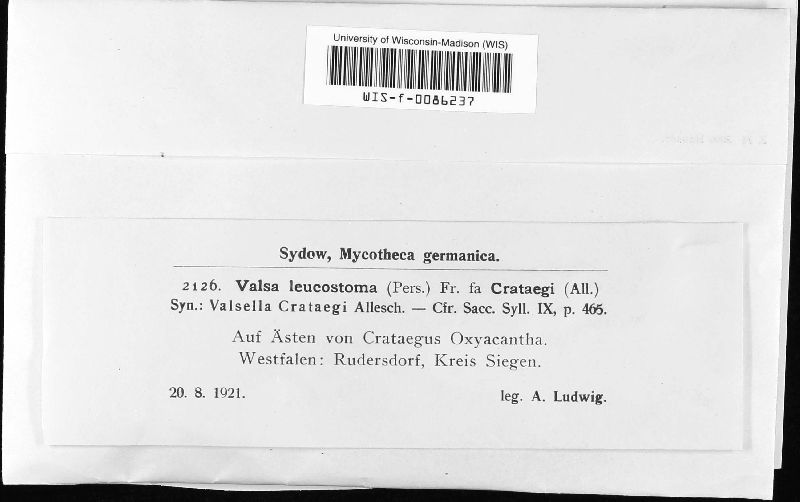 University of Wisconsin-Madison (WIS)
WIS-f-0086237
Sydow, Mycotheca germanica.
2126. Valsa leucostoma (Pers.) Fr. fa Crataegi (All.)
Syn.: Valsella Crataegi Allesch. — Cfr. Sacc. Syll. IX, p. 465.
Auf Ästen von Crataegus Oxyacantha.
Westfalen: Rudersdorf, Kreis Siegen.
20. 8. 1921.
leg. A. Ludwig.